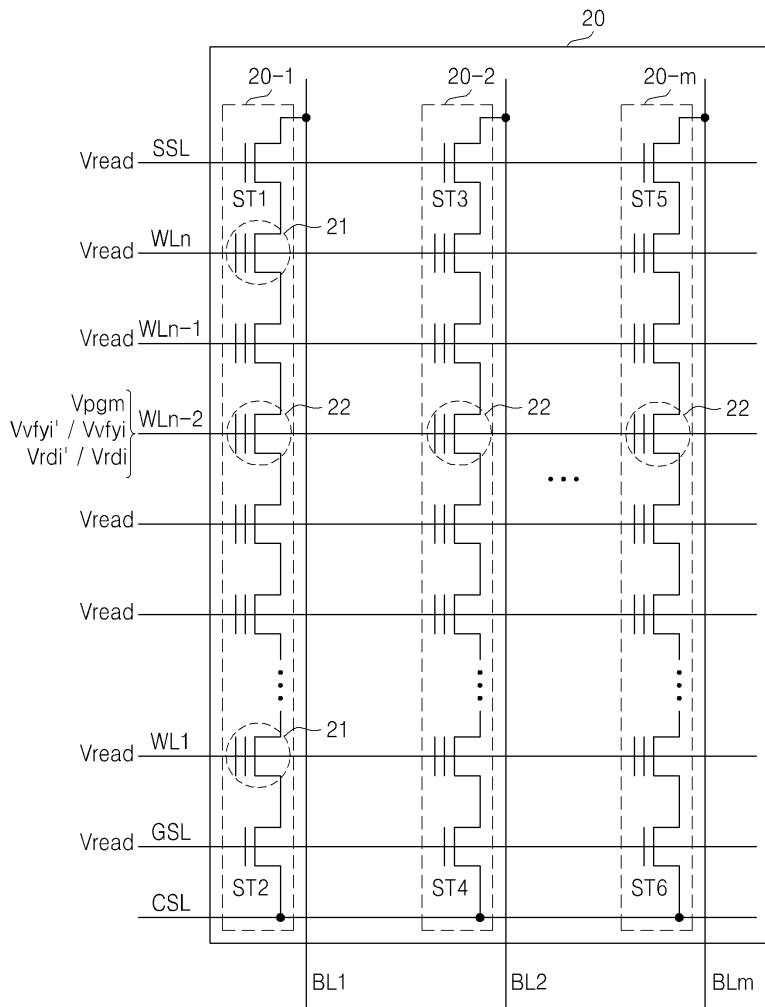 20
20-1 20-2 20-m
Vread SSL
ST1 ST3 ST5
21
Vread WLn
Vread WLn-1
Vpgm
Vvfyi' / Vvfyi
Vrdi' / Vrdi
WLn-2
22 22 22
...
Vread
Vread
Vread WL1
21
Vread GSL
ST2 ST4 ST6
CSL
BL1 BL2 BLm